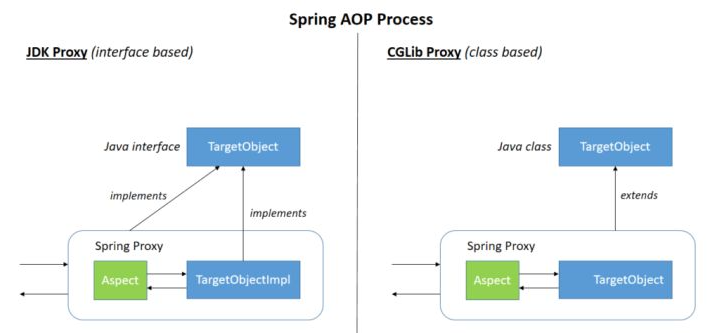 Spring AOP Process
JDK Proxy (interface based)
Java interface
TargetObject
implements
implements
Spring Proxy
Aspect
TargetObjectImpl
CGLib Proxy (class based)
Java class
TargetObject
extends
Spring Proxy
Aspect
TargetObject